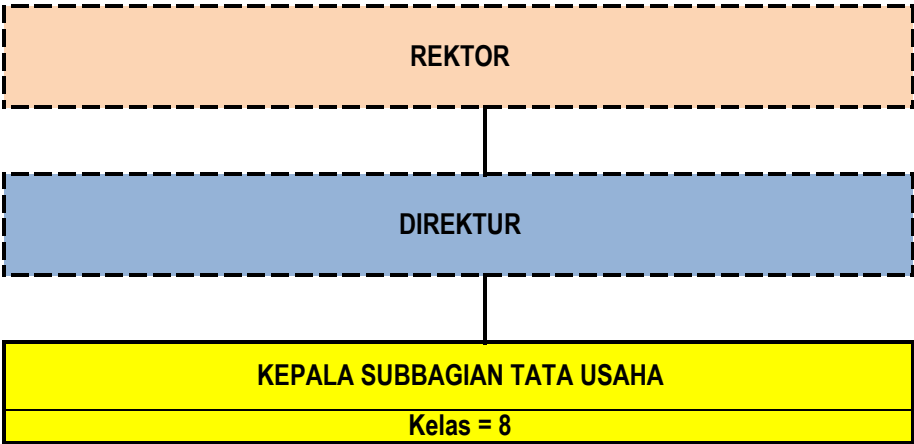 REKTOR
DIREKTUR
KEPALA SUBBAGIAN TATA USAHA
Kelas = 8